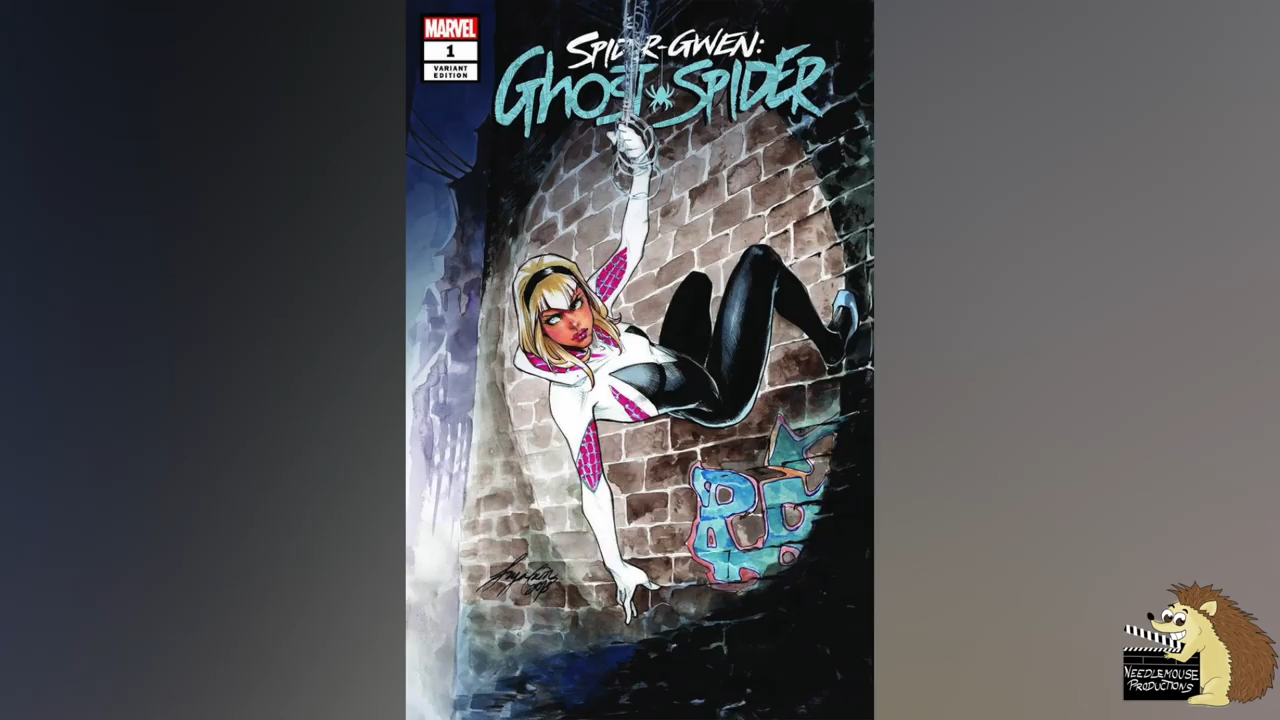 MARVEL
1
VARIANT
EDITION
SPIDER-GWEN:
GHOST-SPIDER
NEEDLEMOUSE
PRODUCTIONS